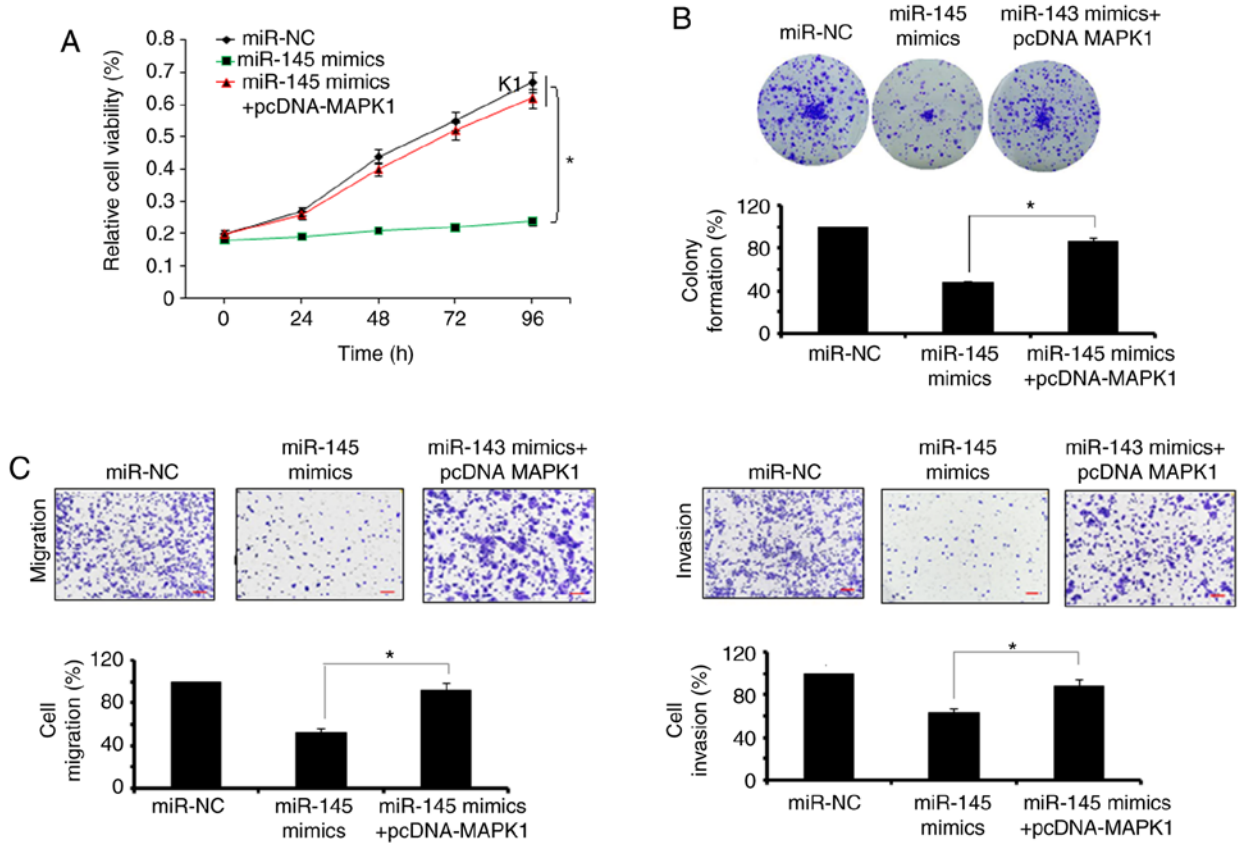 A
miR-NC
miR-145 mimics
miR-145 mimics
+pcDNA-MAPK1
K1
*
Relative cell viability (%)
0.8
0.7
0.6
0.5
0.4
0.3
0.2
0.1
0
0 24 48 72 96
Time (h)
B
miR-NC
miR-145
mimics
miR-143 mimics+
pcDNA MAPK1
*
Colony
formation (%)
120
80
40
0
miR-NC
miR-145
mimics
miR-145 mimics
+pcDNA-MAPK1
C
miR-NC
miR-145
mimics
miR-143 mimics+
pcDNA MAPK1
Migration
*
Cell
migration (%)
120
80
40
0
miR-NC
miR-145
mimics
miR-145 mimics
+pcDNA-MAPK1
miR-NC
miR-145
mimics
miR-143 mimics+
pcDNA MAPK1
Invasion
*
Cell
invasion (%)
120
80
40
0
miR-NC
miR-145
mimics
miR-145 mimics
+pcDNA-MAPK1